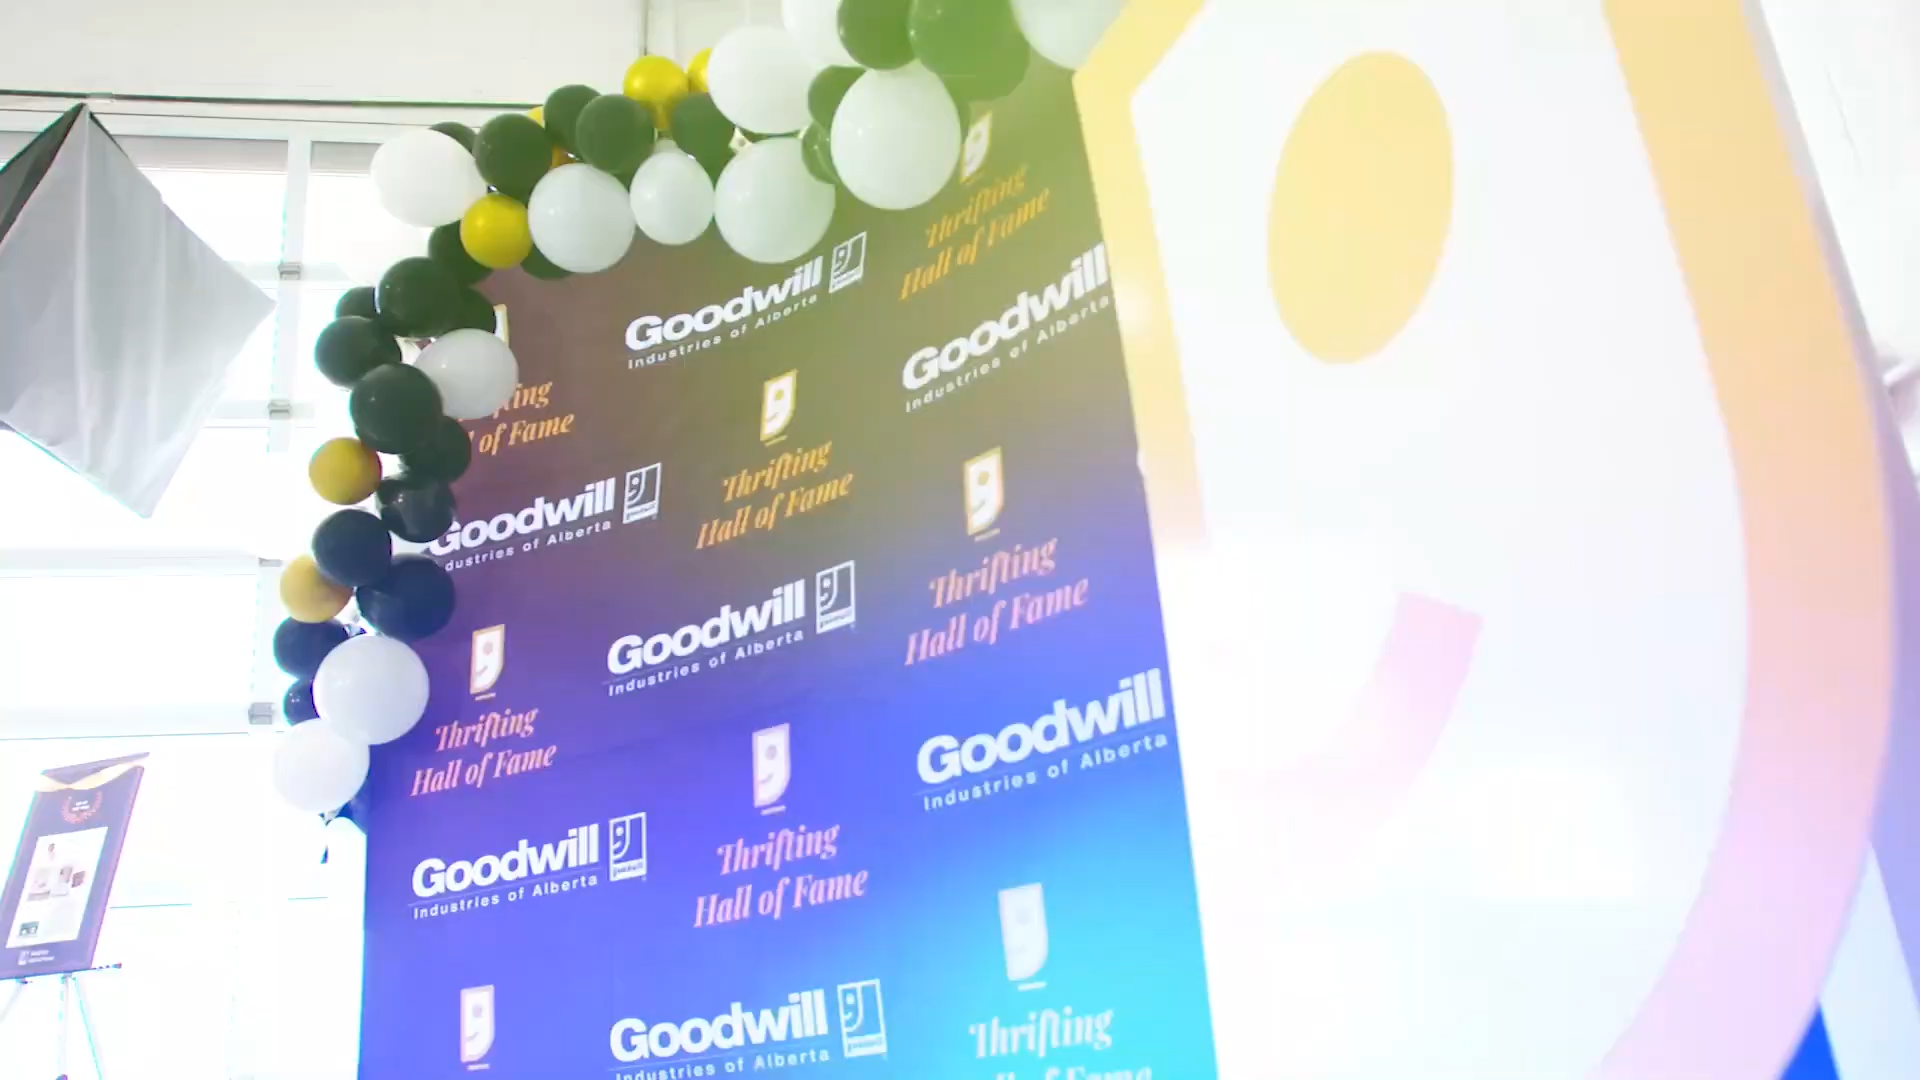 Thrifting
Hall of Fame
Goodwill
Industries of Alberta
Goodwill
Industries of Alberta
ing
of Fame
Thrifting
Hall of Fame
Goodwill
dustries of Alberta
Thrifting
Hall of Fame
Goodwill
Industries of Alberta
Thrifting
Hall of Fame
Goodwill
Industries of Alberta
Thrifting
Hall of Fame
Goodwill
Industries of Alberta
Goodwill
Industries of Alberta
Thrifting
Hall of Fame